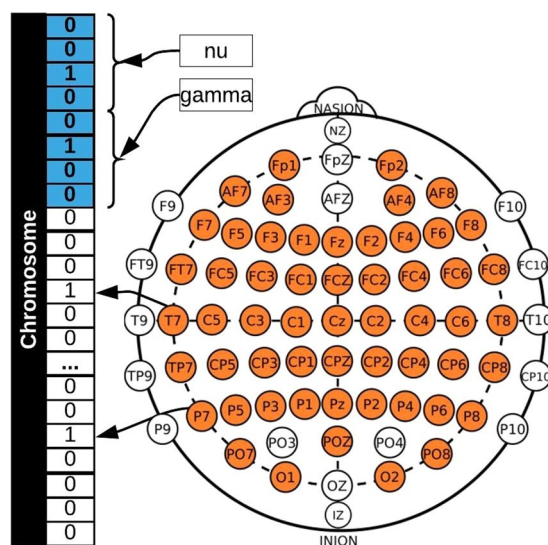 Chromosome
0
0
1
0
0
1
0
0
0
0
0
1
0
0
...
0
0
1
0
0
0
0
nu
gamma
NASION
NZ
Fp1 FpZ Fp2
AF7 AF3 AFZ AF4 AF8
F9 F7 F5 F3 F1 Fz F2 F4 F6 F8 F10
FT9 FT7 FC5 FC3 FC1 FCZ FC2 FC4 FC6 FC8 FC10
T9 T7 C5 C3 C1 Cz C2 C4 C6 T8 T10
TP9 TP7 CP5 CP3 CP1 CPZ CP2 CP4 CP6 CP8 CP10
P9 P7 P5 P3 P1 Pz P2 P4 P6 P8 P10
PO7 PO3 POZ PO4 PO8
O1 OZ O2
IZ
INION